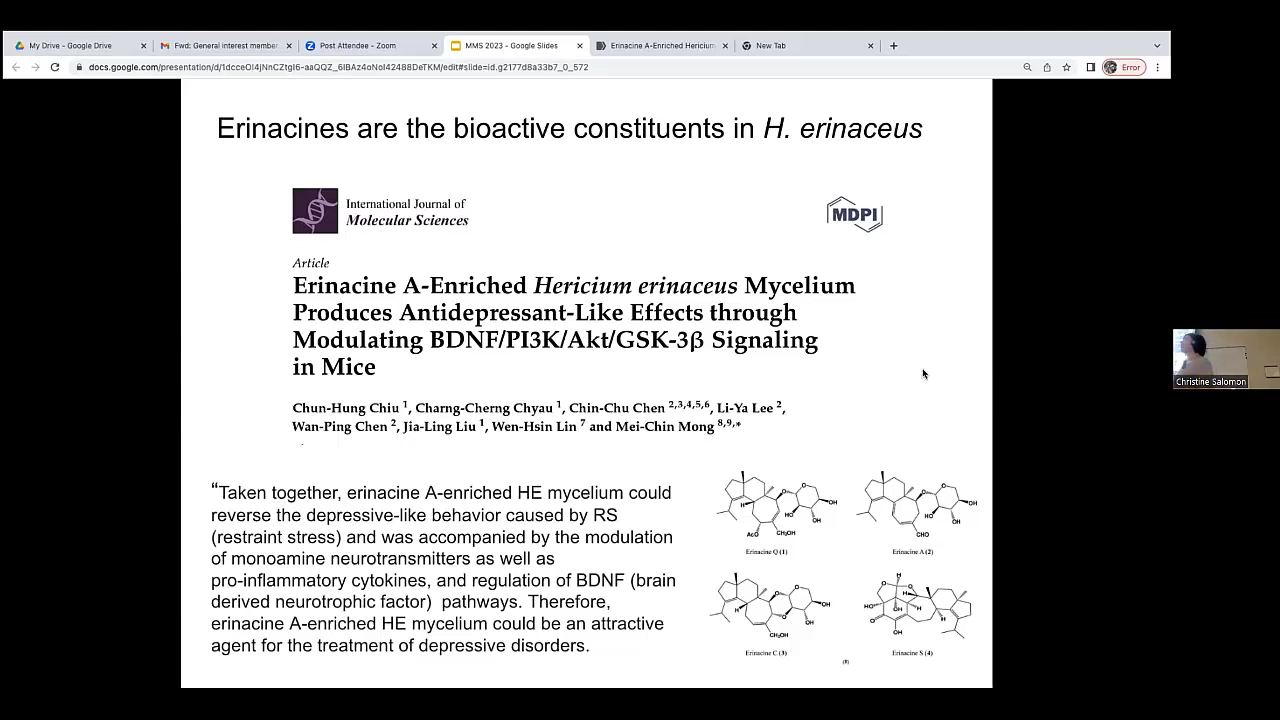 My Drive - Google Drive
Fwd: General interest membe
Post Attendee - Zoom
MMS 2023 - Google Slides
Erinacine A-Enriched Hericium
New Tab
Error
Erinacines are the bioactive constituents in H. erinaceus
International Journal of
Molecular Sciences
MDPI
Article
Erinacine A-Enriched Hericium erinaceus Mycelium
Produces Antidepressant-Like Effects through
Modulating BDNF/PI3K/Akt/GSK-3β Signaling
in Mice
Chun-Hung Chiu 1, Charng-Cherng Chyau 1, Chin-Chu Chen 2,3,4,5,6, Li-Ya Lee 2,
Wan-Ping Chen 2, Jia-Ling Liu 1, Wen-Hsin Lin 7 and Mei-Chin Mong 8,9,*
“Taken together, erinacine A-enriched HE mycelium could
reverse the depressive-like behavior caused by RS
(restraint stress) and was accompanied by the modulation
of monoamine neurotransmitters as well as
pro-inflammatory cytokines, and regulation of BDNF (brain
derived neurotrophic factor) pathways. Therefore,
erinacine A-enriched HE mycelium could be an attractive
agent for the treatment of depressive disorders.
Erinacine Q (1)
Erinacine A (2)
Erinacine C (3)
Erinacine S (4)
Christine Salomon